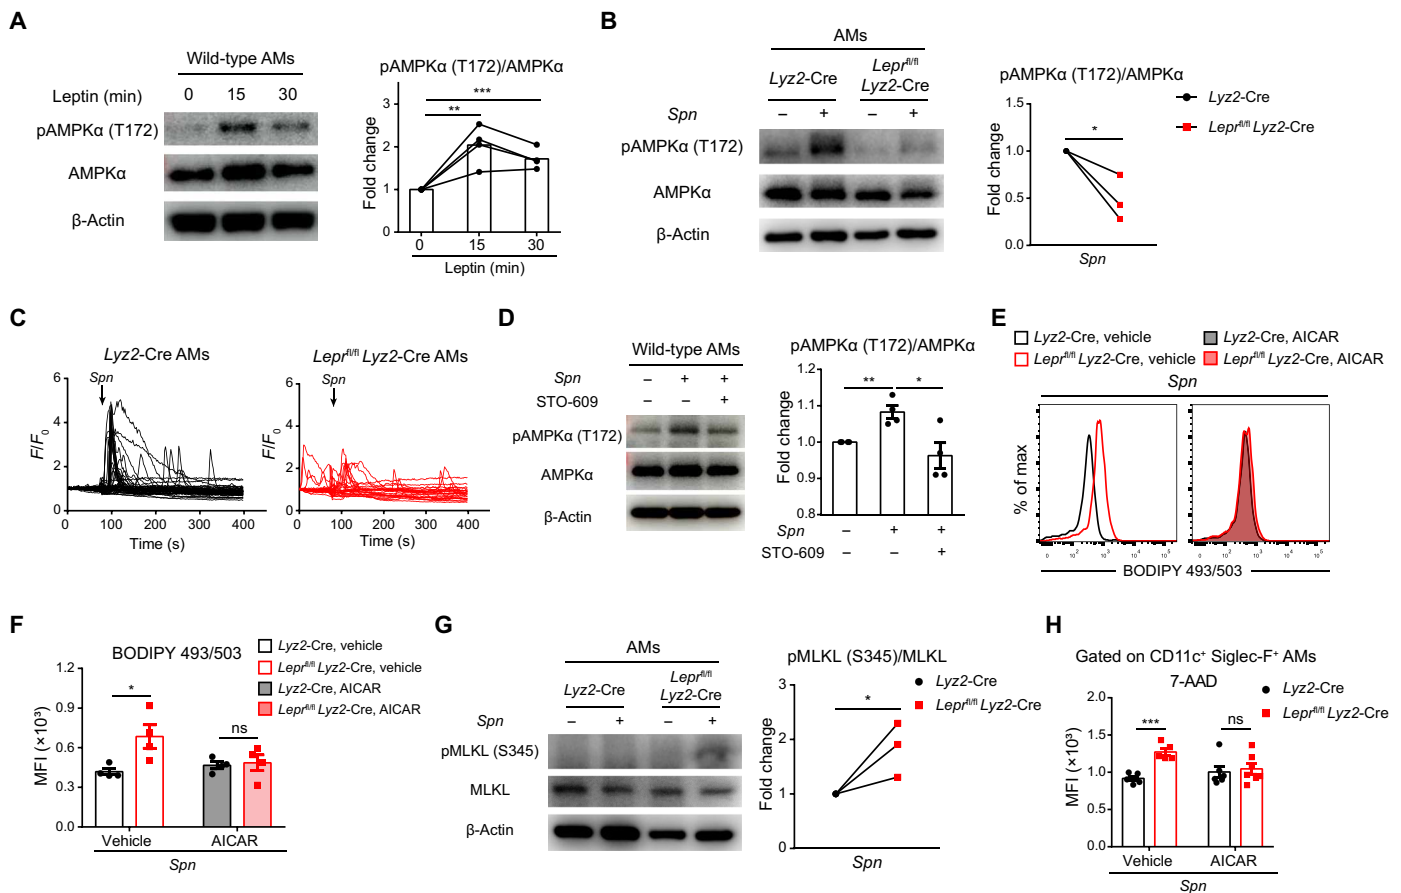 A
Wild-type AMs
Leptin (min) 0 15 30
pAMPKα (T172)
AMPKα
β-Actin
pAMPKα (T172)/AMPKα
***
**
Fold change
3
2
1
0
0 15 30
Leptin (min)
B
AMs
Lyz2-Cre
Lepr^fl/fl
Lyz2-Cre
Spn – + – +
pAMPKα (T172)
AMPKα
β-Actin
pAMPKα (T172)/AMPKα
Lyz2-Cre
Lepr^fl/fl Lyz2-Cre
*
Fold change
1.5
1.0
0.5
0.0
Spn
C
Lyz2-Cre AMs
Spn
F/F₀
6
4
2
0
0 100 200 300 400
Time (s)
Lepr^fl/fl Lyz2-Cre AMs
Spn
F/F₀
6
4
2
0
0 100 200 300 400
Time (s)
D
Wild-type AMs
Spn – + +
STO-609 – – +
pAMPKα (T172)
AMPKα
β-Actin
pAMPKα (T172)/AMPKα
** *
Fold change
1.2
1.1
1.0
0.9
0.8
Spn – + +
STO-609 – – +
E
Lyz2-Cre, vehicle
Lepr^fl/fl Lyz2-Cre, vehicle
Lyz2-Cre, AICAR
Lepr^fl/fl Lyz2-Cre, AICAR
Spn
% of max
0 10² 10³ 10⁴ 10⁵
0 10² 10³ 10⁴ 10⁵
BODIPY 493/503
F
BODIPY 493/503
Lyz2-Cre, vehicle
Lepr^fl/fl Lyz2-Cre, vehicle
Lyz2-Cre, AICAR
Lepr^fl/fl Lyz2-Cre, AICAR
* ns
MFI (×10³)
1.2
0.9
0.6
0.3
0.0
Vehicle AICAR
Spn
G
AMs
Lyz2-Cre
Lepr^fl/fl
Lyz2-Cre
Spn – + – +
pMLKL (S345)
MLKL
β-Actin
pMLKL (S345)/MLKL
Lyz2-Cre
Lepr^fl/fl Lyz2-Cre
*
Fold change
3
2
1
0
Spn
H
Gated on CD11c⁺ Siglec-F⁺ AMs
7-AAD
Lyz2-Cre
Lepr^fl/fl Lyz2-Cre
*** ns
MFI (×10³)
2.0
1.5
1.0
0.5
0.0
Vehicle AICAR
Spn